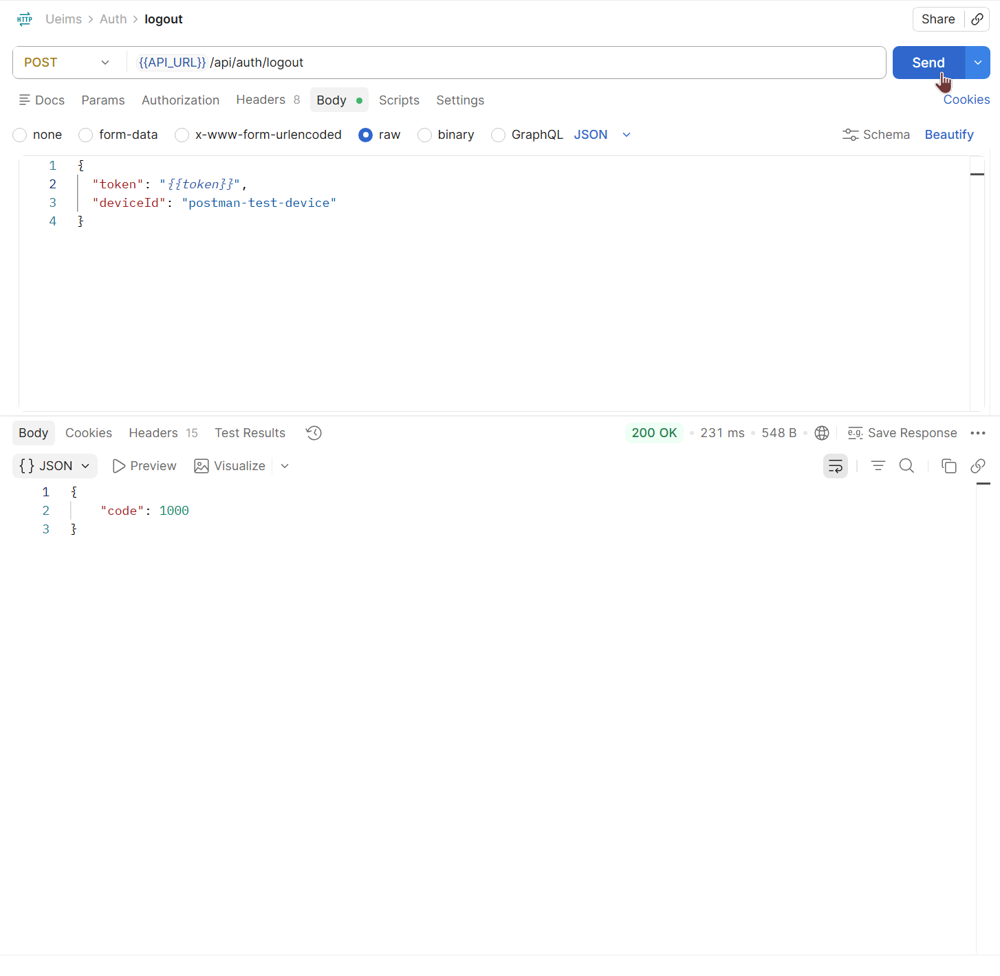 HTTP Ueims > Auth > logout Share
POST {{API_URL}} /api/auth/logout Send
Docs Params Authorization Headers 8 Body Scripts Settings Cookies
none form-data x-www-form-urlencoded raw binary GraphQL JSON Schema Beautify
1 {
2 "token": "{{token}}",
3 "deviceId": "postman-test-device"
4 }
Body Cookies Headers 15 Test Results 200 OK • 231 ms • 548 B • e.g. Save Response
{} JSON Preview Visualize
1 {
2 "code": 1000
3 }